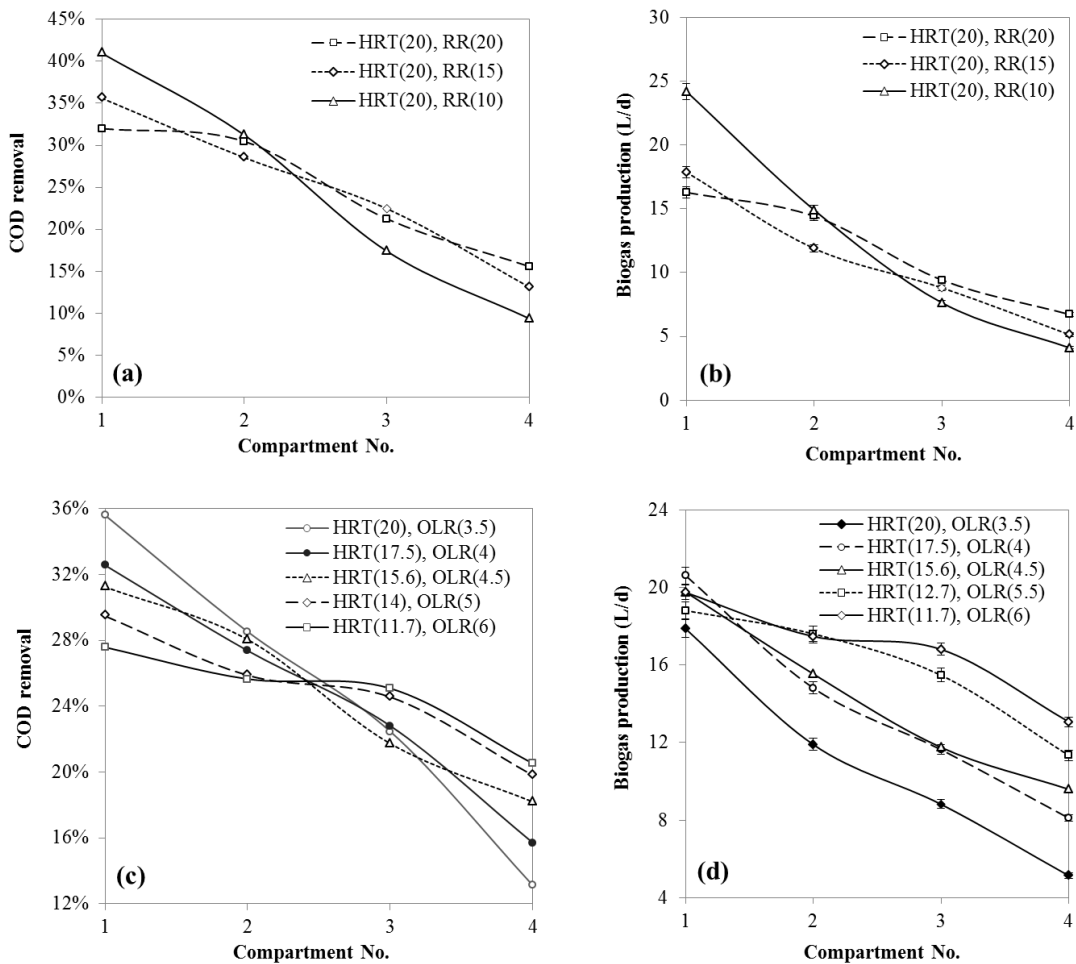 45%
40%
35%
30%
25%
20%
15%
10%
5%
0%
COD removal
HRT(20), RR(20)
HRT(20), RR(15)
HRT(20), RR(10)
(a)
1 2 3 4
Compartment No.
30
25
20
15
10
5
0
Biogas production (L/d)
HRT(20), RR(20)
HRT(20), RR(15)
HRT(20), RR(10)
(b)
1 2 3 4
Compartment No.
36%
32%
28%
24%
20%
16%
12%
COD removal
HRT(20), OLR(3.5)
HRT(17.5), OLR(4)
HRT(15.6), OLR(4.5)
HRT(14), OLR(5)
HRT(11.7), OLR(6)
(c)
1 2 3 4
Compartment No.
24
20
16
12
8
4
Biogas production (L/d)
HRT(20), OLR(3.5)
HRT(17.5), OLR(4)
HRT(15.6), OLR(4.5)
HRT(12.7), OLR(5.5)
HRT(11.7), OLR(6)
(d)
1 2 3 4
Compartment No.